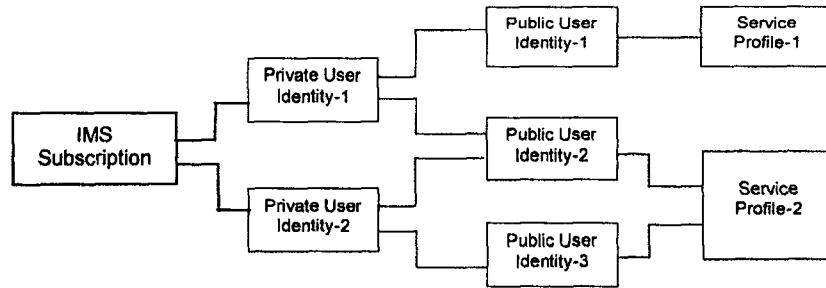 Public User
Identity-1
Service
Profile-1
Private User
Identity-1
IMS
Subscription
Public User
Identity-2
Service
Profile-2
Private User
Identity-2
Public User
Identity-3